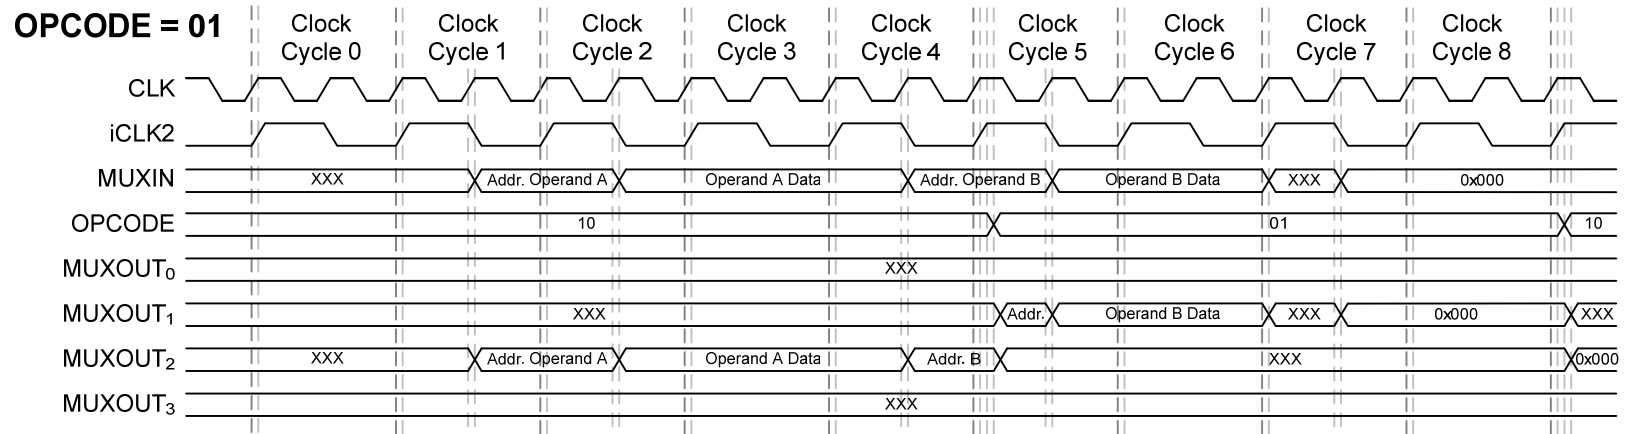 OPCODE = 01
Clock Cycle 0
Clock Cycle 1
Clock Cycle 2
Clock Cycle 3
Clock Cycle 4
Clock Cycle 5
Clock Cycle 6
Clock Cycle 7
Clock Cycle 8
CLK
iCLK2
MUXIN XXX Addr. Operand A Operand A Data Addr. Operand B Operand B Data XXX 0x000
OPCODE 10 01 10
MUXOUT₀ XXX
MUXOUT₁ XXX Addr. Operand B Data XXX 0x000 XXX
MUXOUT₂ XXX Addr. Operand A Operand A Data Addr. B XXX 0x000
MUXOUT₃ XXX